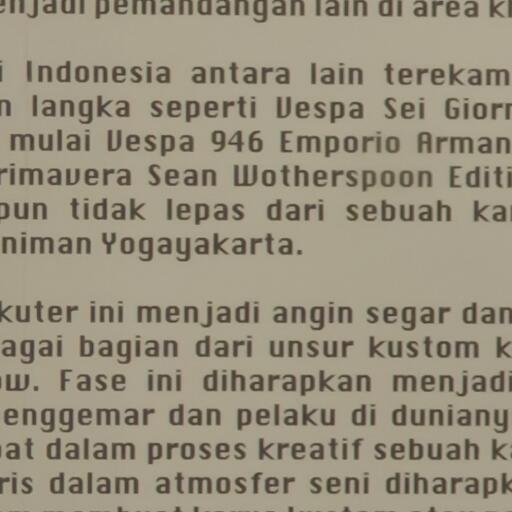 enjadi pemandangan lain di area k
i Indonesia antara lain terekam
n langka seperti Vespa Sei Giorn
mulai Vespa 946 Emporio Arman
rimavera Sean Wotherspoon Editi
pun tidak lepas dari sebuah ka
niman Yogayakarta.
kuter ini menjadi angin segar dan
agai bagian dari unsur kustom k
ow. Fase ini diharapkan menjadi
enggemar dan pelaku di duniany
pat dalam proses kreatif sebuah ka
ris dalam atmosfer seni diharapk